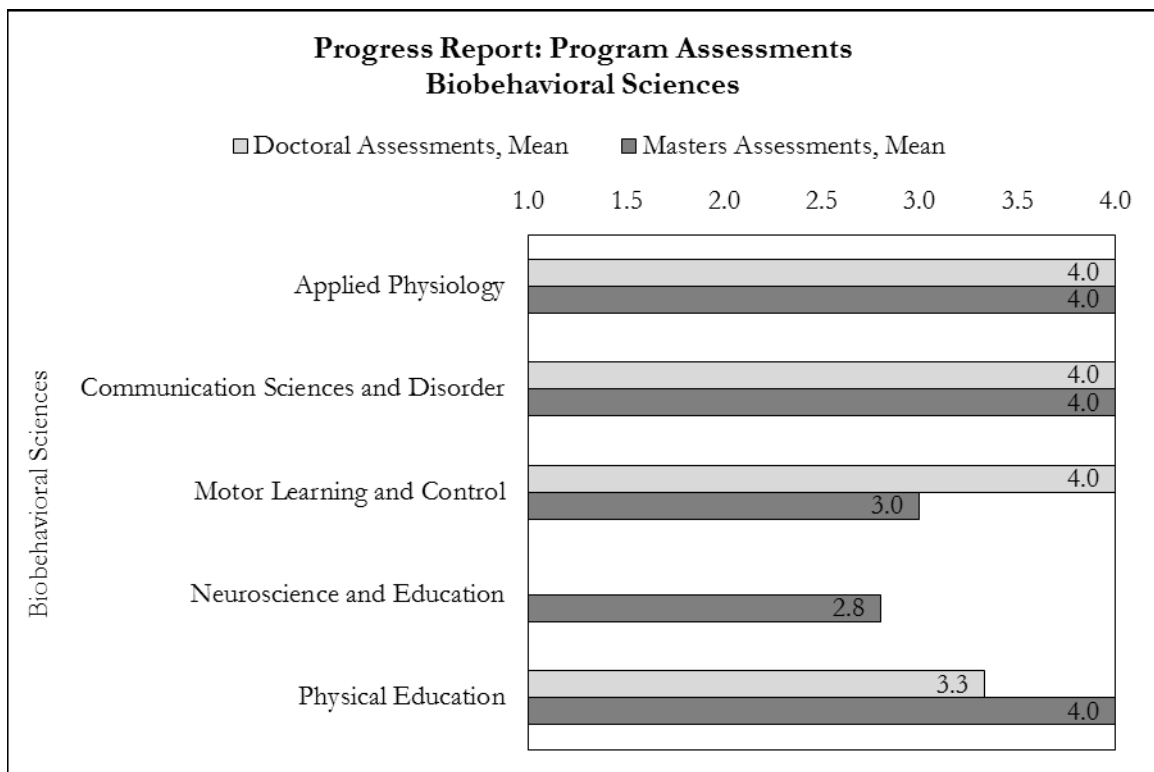 Progress Report: Program Assessments
Biobehavioral Sciences
Doctoral Assessments, Mean Masters Assessments, Mean
1.0 1.5 2.0 2.5 3.0 3.5 4.0
Biobehavioral Sciences
Applied Physiology
4.0
4.0
Communication Sciences and Disorder
4.0
4.0
Motor Learning and Control
4.0
3.0
Neuroscience and Education
2.8
Physical Education
3.3
4.0